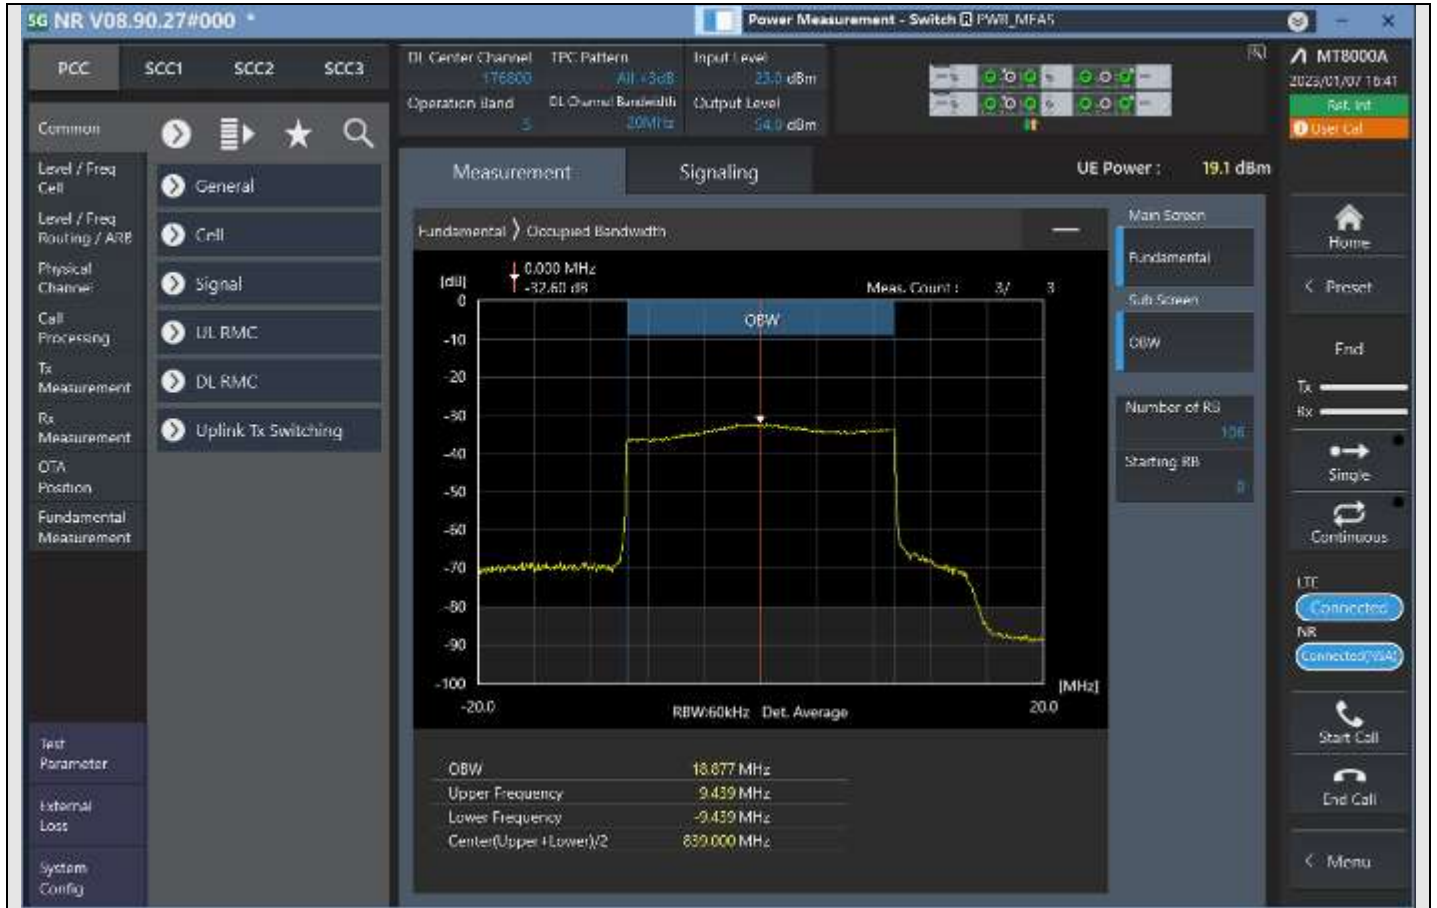 SG NR V08.90.27#000 *
Power Measurement - Switch R PWR_MEAS
PCC
SCC1
SCC2
SCC3
DL Center Channel
176800
TPC Pattern
All +3dB
Input Level
23.0 dBm
Operation Band
5
DL Channel Bandwidth
20MHz
Output Level
-54.0 dBm
MT8000A
2023/01/07 16:41
Ref. Int
User Cal
Common
Level / Freq
Cell
Level / Freq
Routing / ARB
Physical
Channel
Call
Processing
Tx
Measurement
Rx
Measurement
OTA
Position
Fundamental
Measurement
Test
Parameter
External
Loss
System
Config
General
Cell
Signal
UL RMC
DL RMC
Uplink Tx Switching
Measurement
Signaling
UE Power : 19.1 dBm
Fundamental > Occupied Bandwidth
[dB]
0.000 MHz
-32.60 dB
Meas. Count : 3/ 3
OBW
0
-10
-20
-30
-40
-50
-60
-70
-80
-90
-100
[MHz]
-20.0
RBW:60kHz Det. Average
20.0
OBW 18.877 MHz
Upper Frequency 9.439 MHz
Lower Frequency -9.439 MHz
Center(Upper+Lower)/2 839.000 MHz
Main Screen
Fundamental
Sub Screen
OBW
Number of RB
106
Starting RB
0
Home
< Preset
End
Tx
Rx
Single
Continuous
LTE
Connected
NR
Connected(NSA)
Start Call
End Call
< Menu